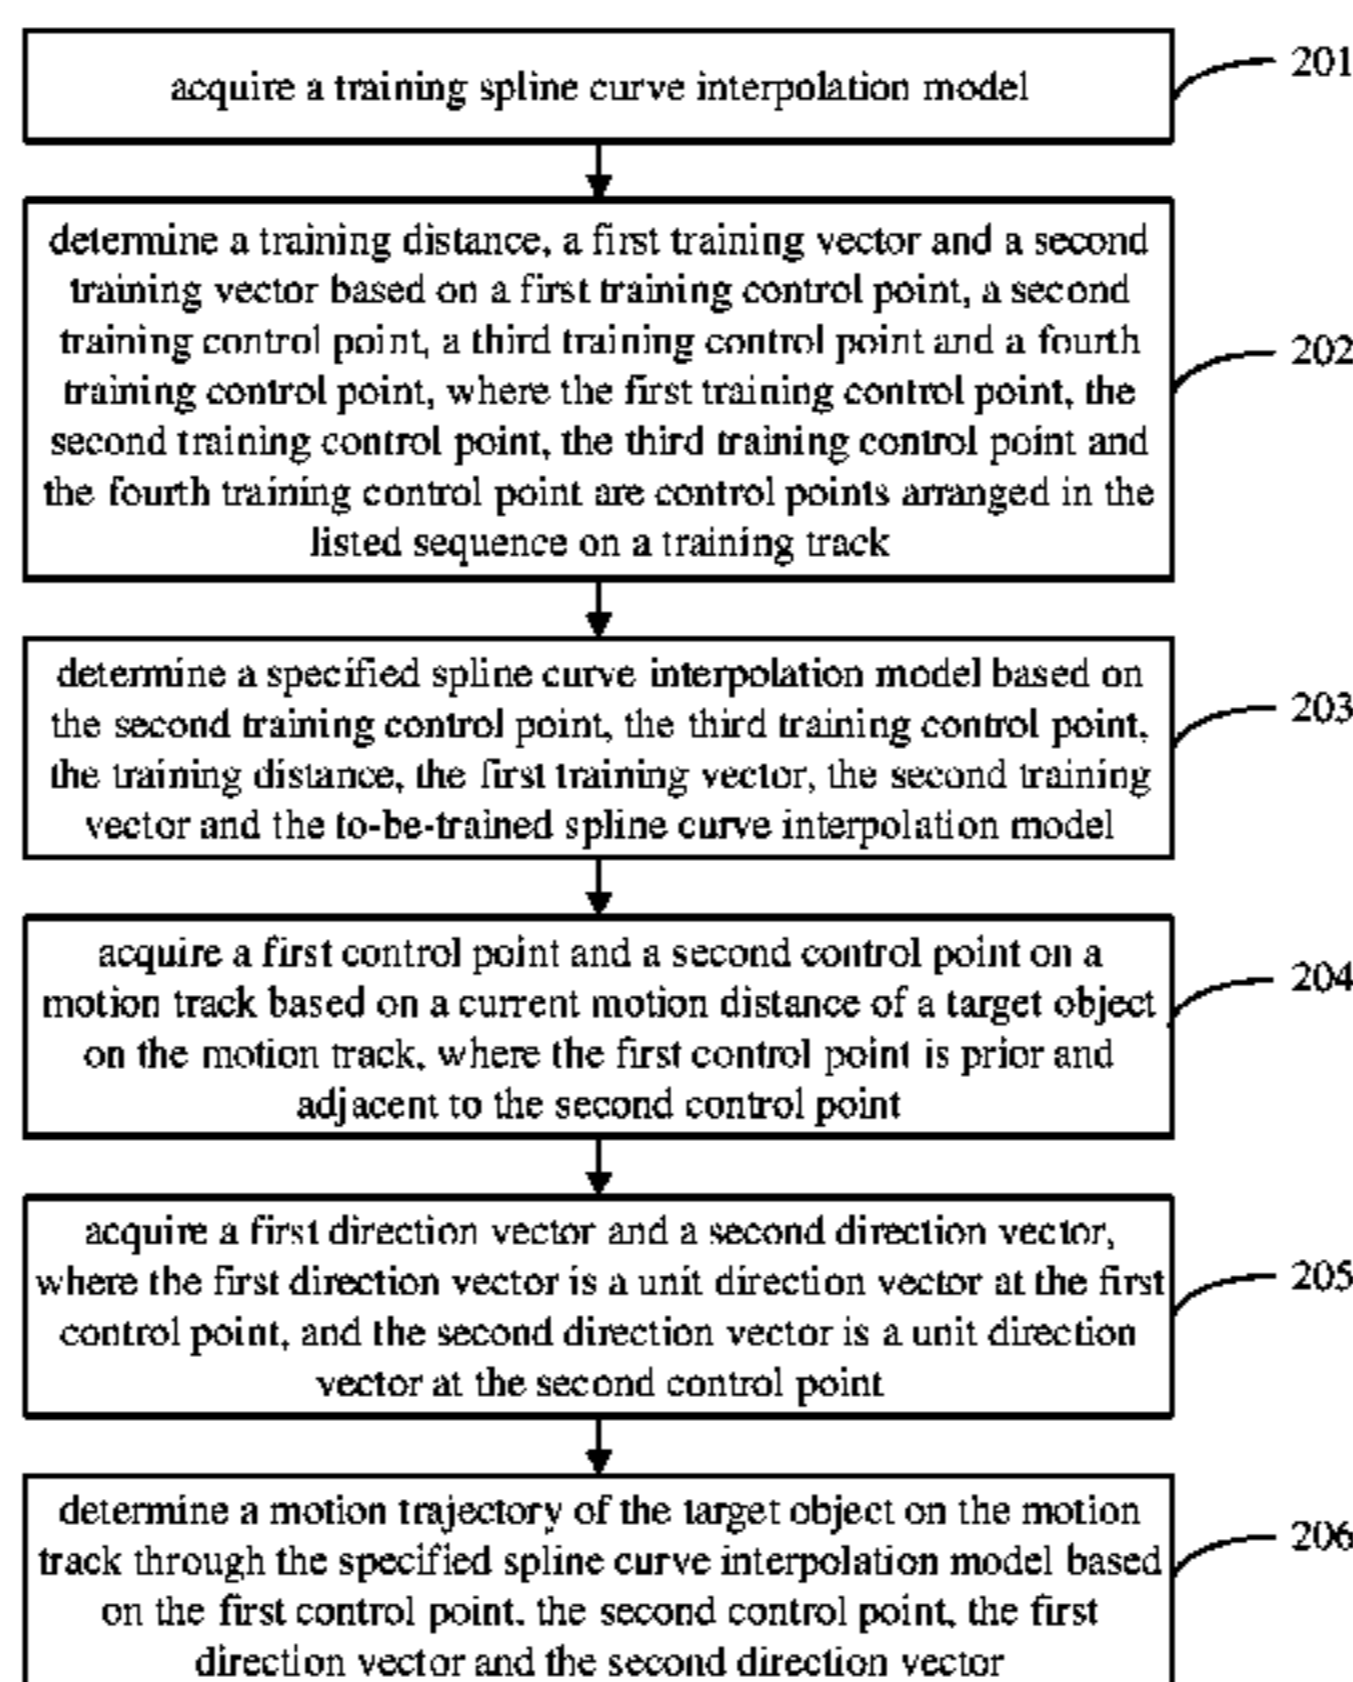 acquire a training spline curve interpolation model
201
determine a training distance, a first training vector and a second
training vector based on a first training control point, a second
training control point, a third training control point and a fourth
training control point, where the first training control point, the
second training control point, the third training control point and
the fourth training control point are control points arranged in the
listed sequence on a training track
202
determine a specified spline curve interpolation model based on
the second training control point, the third training control point,
the training distance, the first training vector, the second training
vector and the to-be-trained spline curve interpolation model
203
acquire a first control point and a second control point on a
motion track based on a current motion distance of a target object
on the motion track, where the first control point is prior and
adjacent to the second control point
204
acquire a first direction vector and a second direction vector,
where the first direction vector is a unit direction vector at the first
control point, and the second direction vector is a unit direction
vector at the second control point
205
determine a motion trajectory of the target object on the motion
track through the specified spline curve interpolation model based
on the first control point, the second control point, the first
direction vector and the second direction vector
206